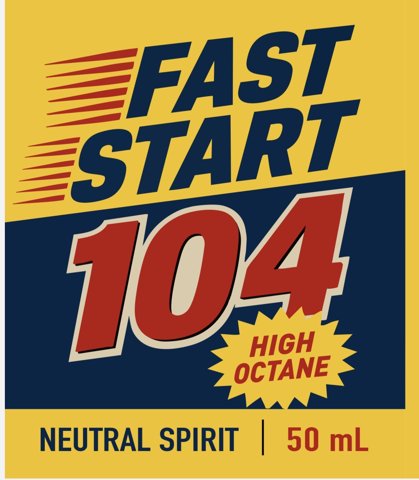 FAST
START
104
HIGH
OCTANE
NEUTRAL SPIRIT | 50 mL